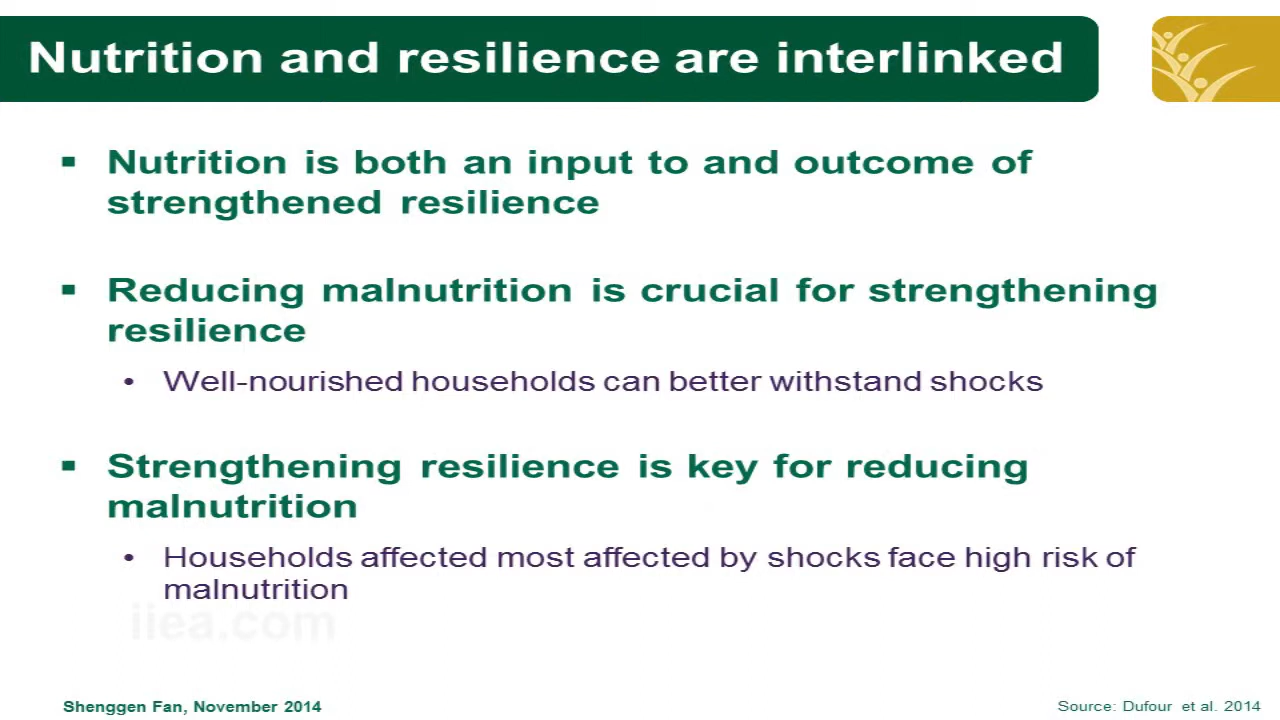 Nutrition and resilience are interlinked
▪ Nutrition is both an input to and outcome of
strengthened resilience
▪ Reducing malnutrition is crucial for strengthening
resilience
• Well-nourished households can better withstand shocks
▪ Strengthening resilience is key for reducing
malnutrition
• Households affected most affected by shocks face high risk of
malnutrition
iiea.com
Shenggen Fan, November 2014
Source: Dufour et al. 2014